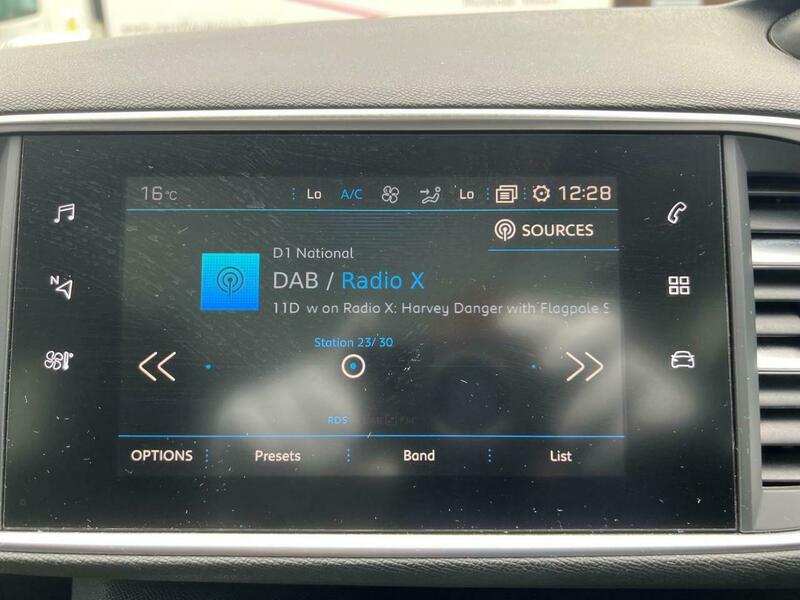 16°C Lo A/C Lo 12:28
SOURCES
D1 National
DAB / Radio X
11D w on Radio X: Harvey Danger with Flagpole S
N
Station 23/ 30
RDS
OPTIONS Presets Band List